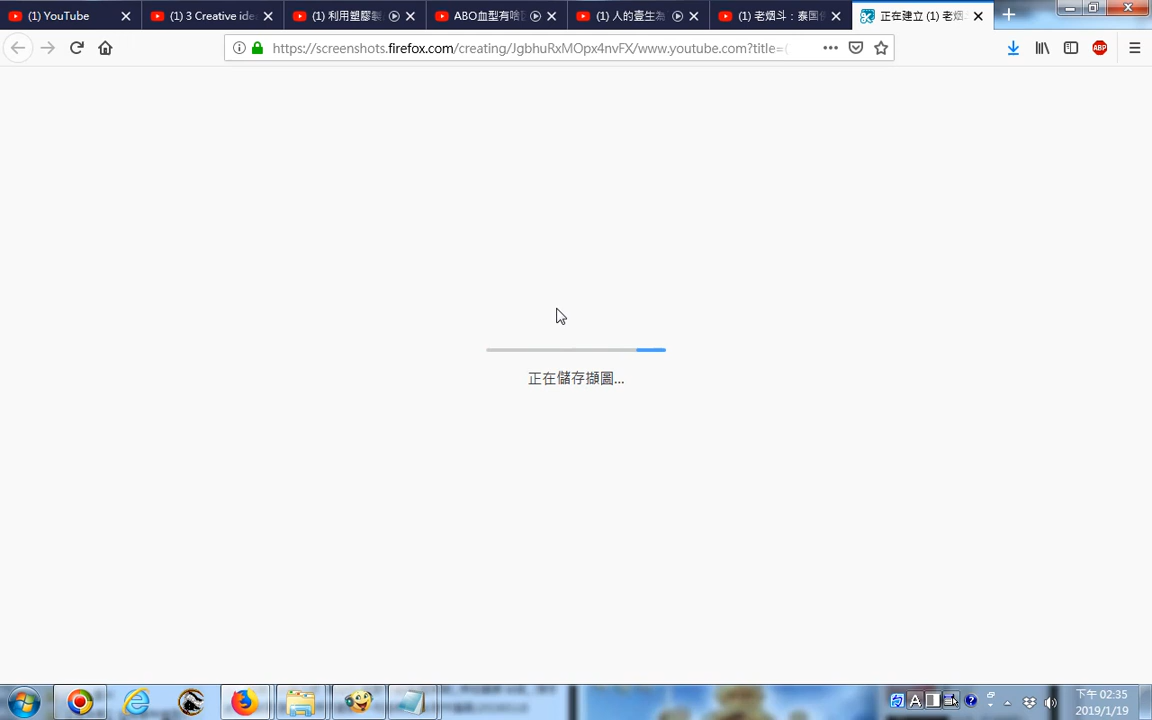 (1) YouTube
(1) 3 Creative ide
(1) 利用塑膠製
ABO血型有啥
(1) 人的壹生為
(1) 老烟斗：泰国
正在建立 (1) 老烟
https://screenshots.firefox.com/creating/JgbhuRxMOpx4nvFX/www.youtube.com?title=(
ABP
正在儲存擷圖...
A
下午 02:35
2019/1/19